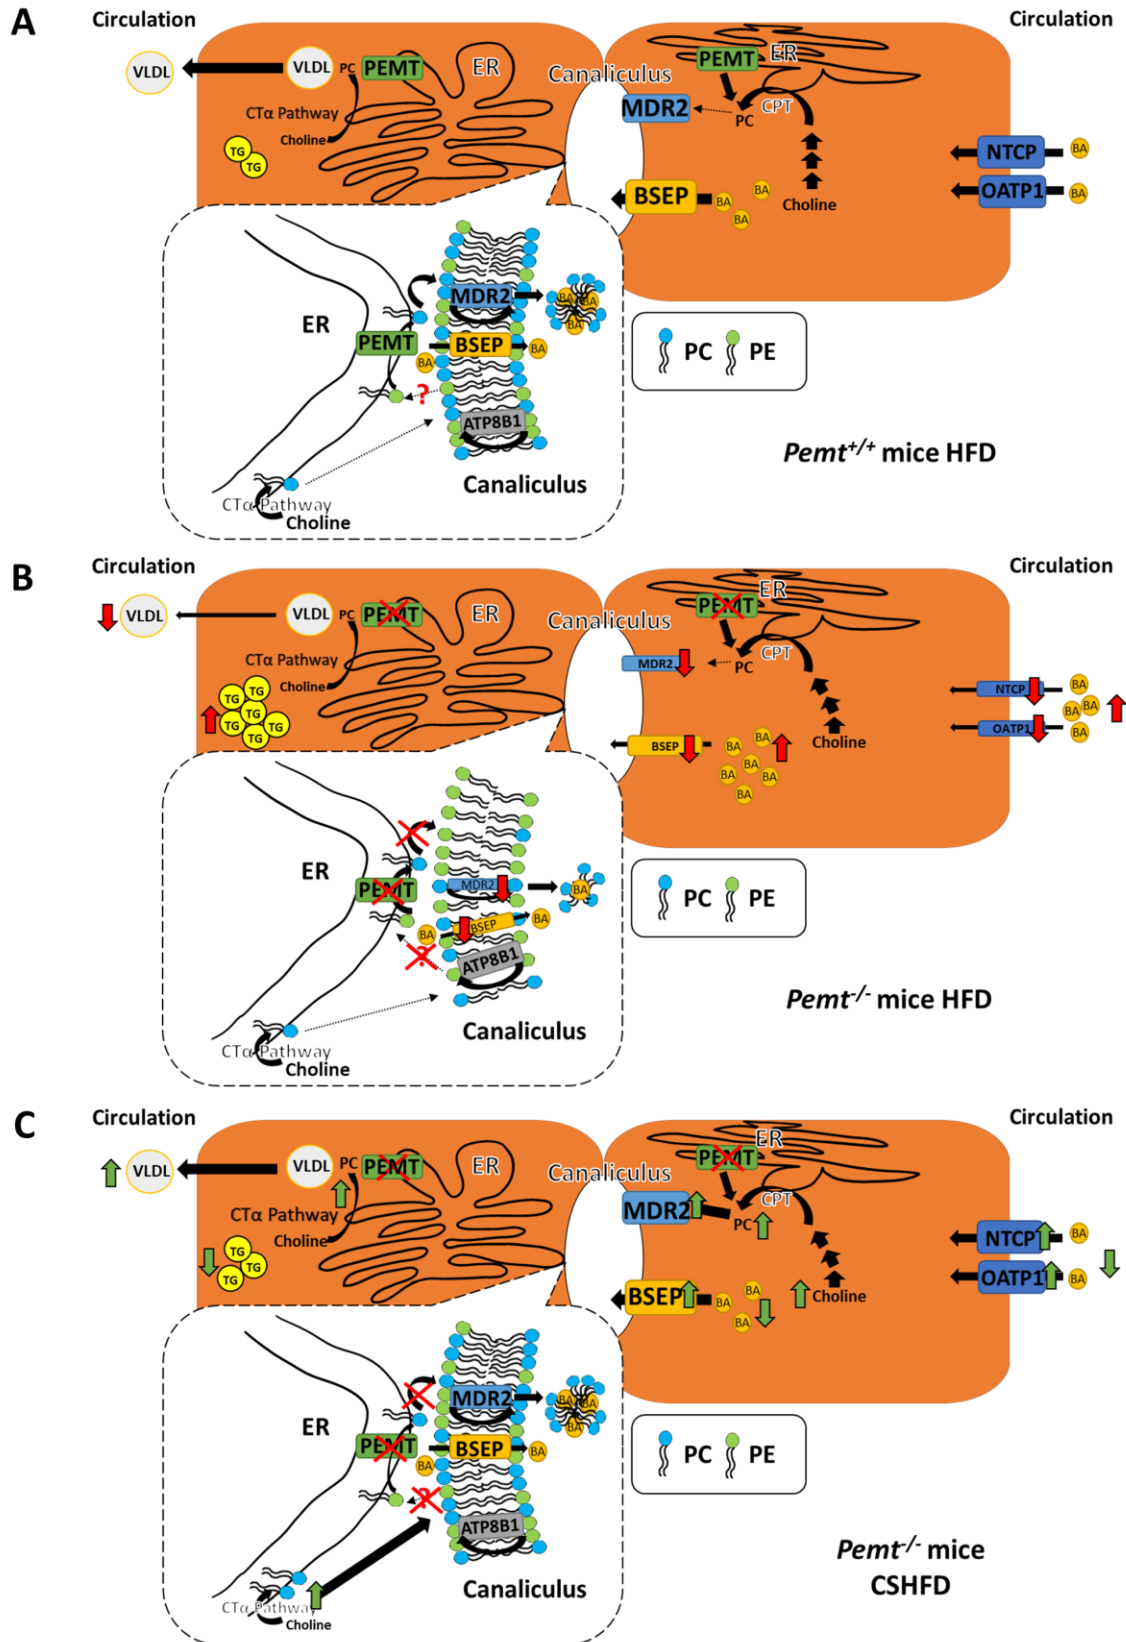 A
Circulation
Circulation
VLDL
VLDL
PC
PEMT
ER
CTα Pathway
Choline
TG
TG
Canaliculus
PEMT
ER
MDR2
PC
CPT
BSEP
BA
BA
BA
Choline
NTCP
BA
OATP1
BA
ER
PEMT
MDR2
BA
BA
BA
BSEP
BA
BA
?
ATP8B1
CTα Pathway
Choline
Canaliculus
PC
PE
Pemt+/+ mice HFD
B
Circulation
Circulation
VLDL
VLDL
PC
PEMT
ER
CTα Pathway
Choline
TG
TG
TG
TG
TG
TG
Canaliculus
PEMT
ER
MDR2
PC
CPT
BSEP
BA
BA
BA
BA
BA
BA
Choline
NTCP
BA
BA
BA
OATP1
BA
ER
PEMT
MDR2
BA
BSEP
BA
BA
?
ATP8B1
CTα Pathway
Choline
Canaliculus
PC
PE
Pemt-/- mice HFD
C
Circulation
Circulation
VLDL
VLDL
PC
PEMT
ER
CTα Pathway
Choline
TG
TG
TG
Canaliculus
PEMT
ER
MDR2
PC
CPT
BSEP
BA
BA
BA
Choline
NTCP
BA
OATP1
BA
ER
PEMT
MDR2
BA
BA
BA
BSEP
BA
BA
?
ATP8B1
CTα Pathway
Choline
Canaliculus
PC
PE
Pemt-/- mice
CSHFD